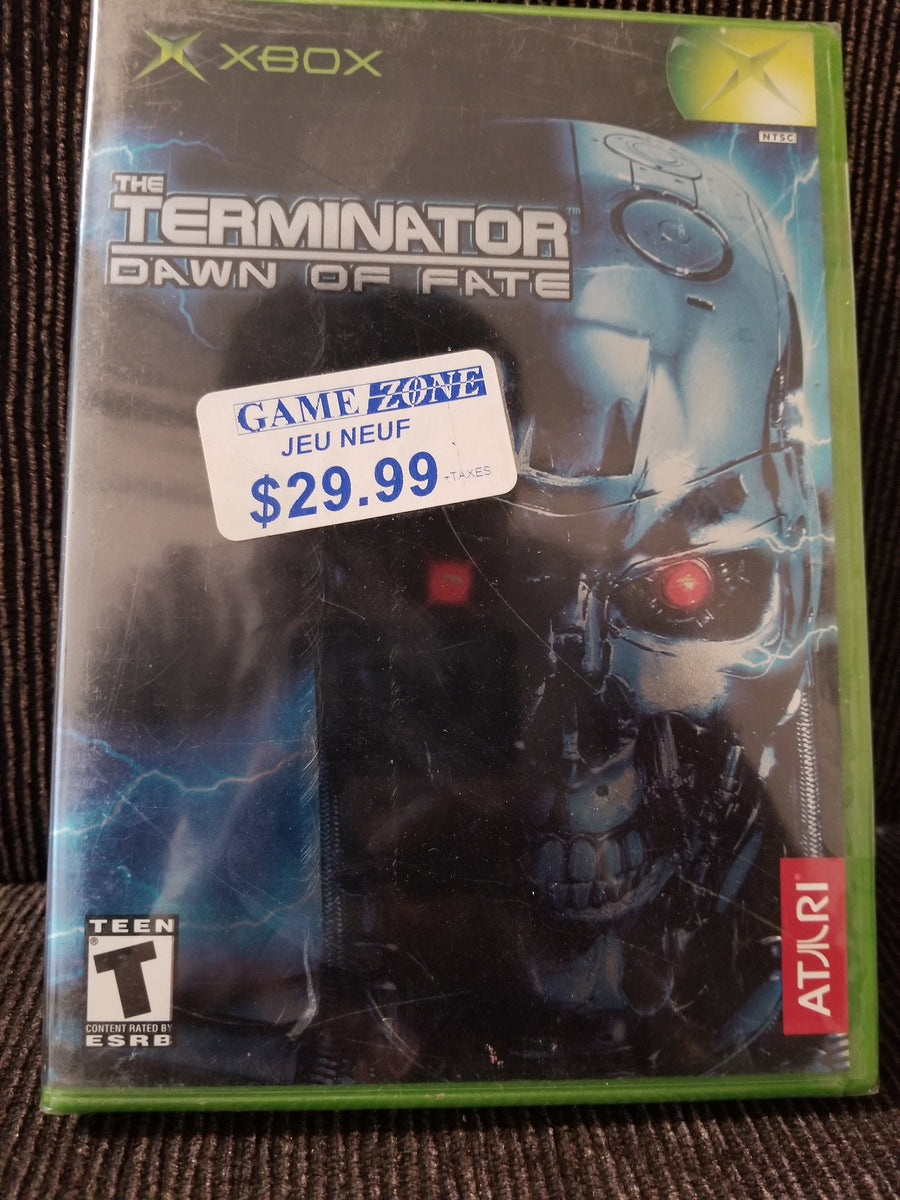 XBOX
NTSC
THE
TERMINATOR™
DAWN OF FATE
GAME ZONE
JEU NEUF
$29.99 +TAXES
ATARI®
TEEN
T
®
CONTENT RATED BY
ESRB